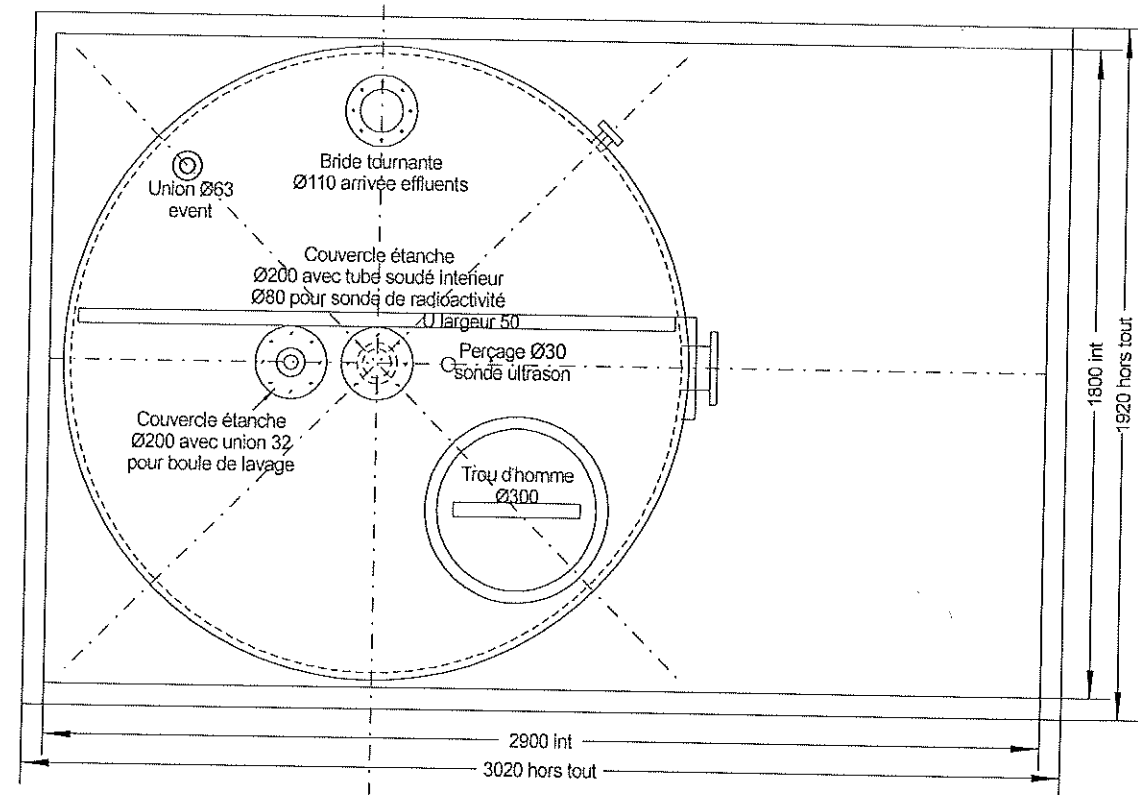 Bride tournante
Ø110 arrivée effluents
Union Ø63
event
Couvercle étanche
Ø200 avec tube soudé interieur
Ø80 pour sonde de radioactivité
U largeur 50
Perçage Ø30
sonde ultrason
Couvercle étanche
Ø200 avec union 32
pour boule de lavage
Trou d'homme
Ø300
1800 int
1920 hors tout
2900 int
3020 hors tout